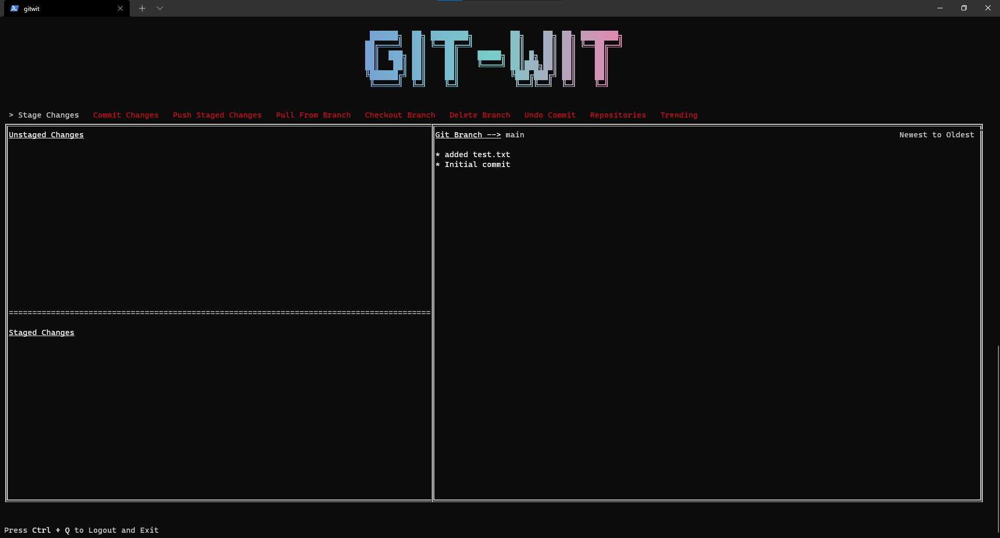 gitwit
GIT-WIT
> Stage Changes Commit Changes Push Staged Changes Pull From Branch Checkout Branch Delete Branch Undo Commit Repositories Trending
Unstaged Changes
Git Branch --> main Newest to Oldest
* added test.txt
* Initial commit
==========================================================================================
Staged Changes
Press Ctrl + Q to Logout and Exit